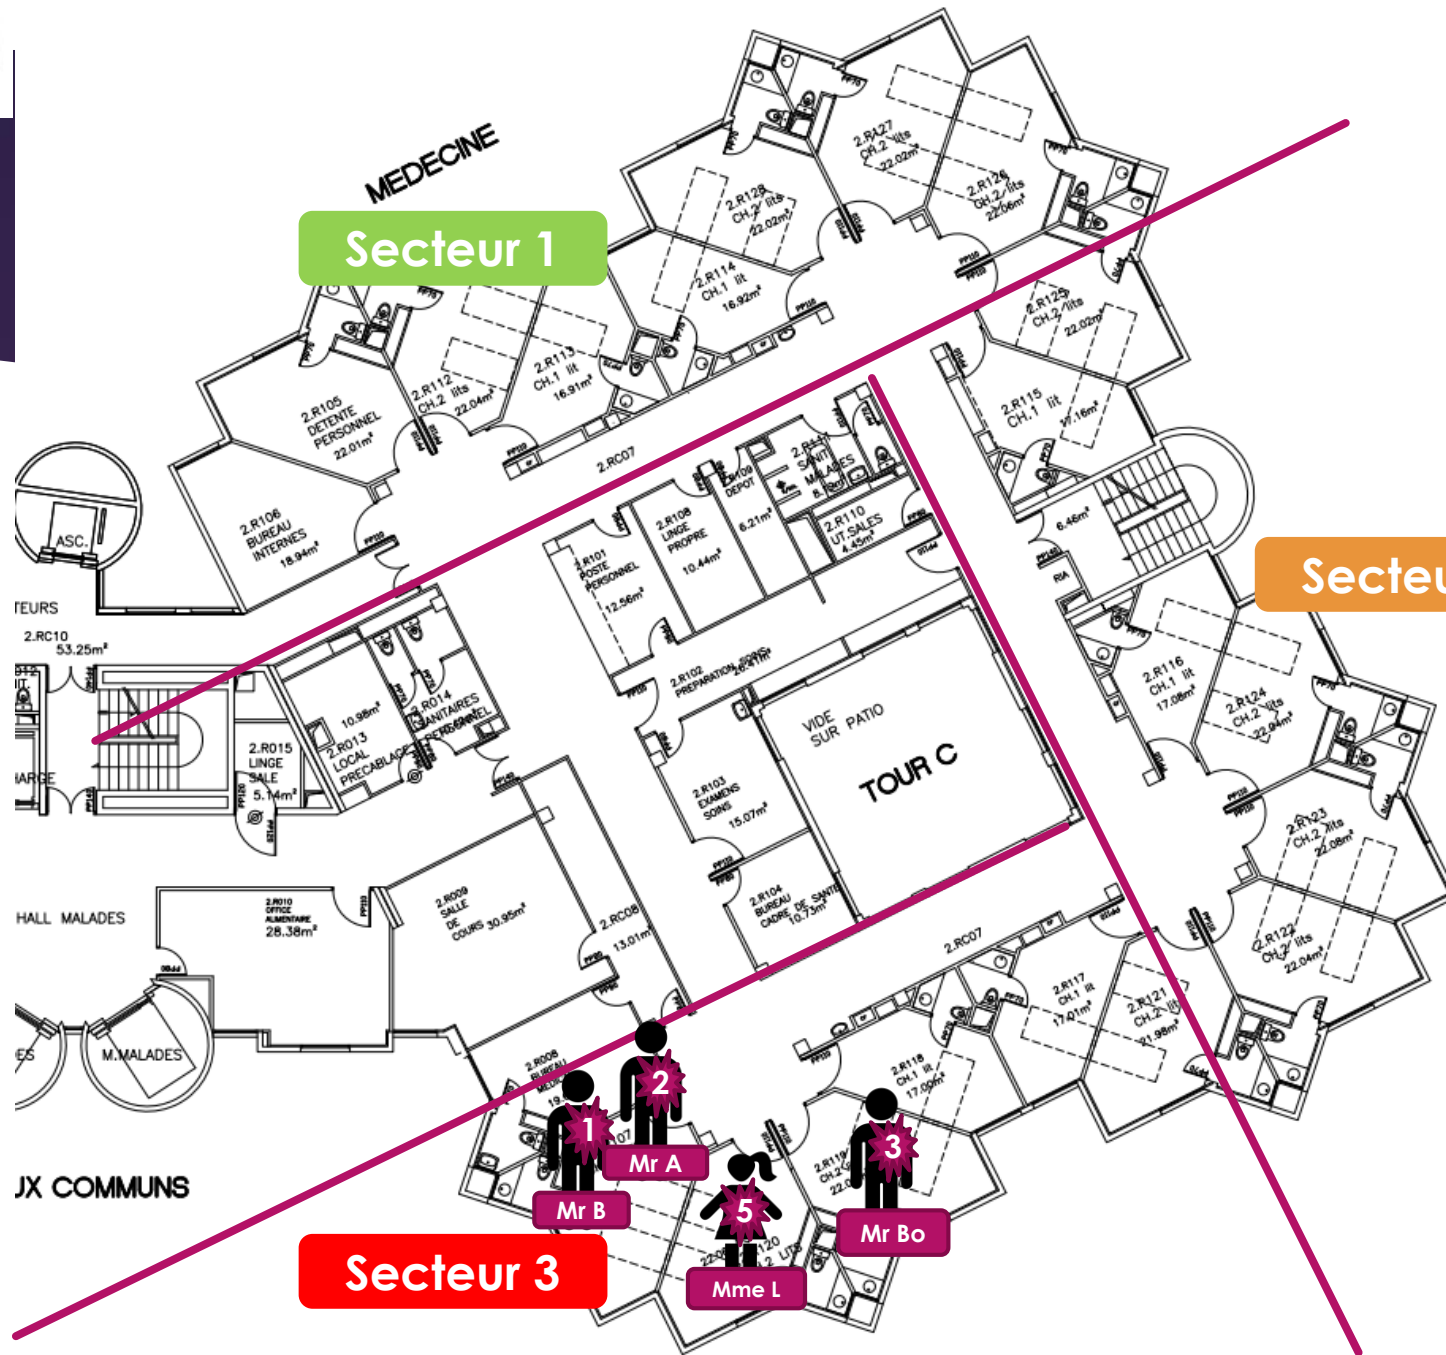 MEDECINE
Secteur 1
2.R127
CH.2 lits
22.02m²
2.R126
CH.2 lits
22.06m²
2.R128
CH.2 lits
22.02m²
2.R114
CH.1 lit
16.92m²
2.R125
CH.2 lits
22.02m²
2.R113
CH.1 lit
16.91m²
2.R112
CH.2 lits
22.04m²
2.R105
DETENTE
PERSONNEL
22.01m²
2.R115
CH.1 lit
17.16m²
2.R106
BUREAU
INTERNES
18.94m²
ASC.
2.RC07
2.R109
DEPOT
6.21m²
2.R108
LINGE
PROPRE
10.44m²
2.R110
UT.SALES
4.45m²
2.R101
POSTE
PERSONNEL
12.56m²
6.46m²
RIA
Secteu
TEURS
2.RC10
53.25m²
2.R102
PREPARATION SOINS
2.R116
CH.1 lit
17.08m²
2.R124
CH.2 lits
22.04m²
10.98m²
2.R013
LOCAL
PRECABLAGE
2.R014
SANITAIRES
PERSONNEL
2.R015
LINGE
SALE
5.14m²
HARGE
VIDE
SUR PATIO
TOUR C
2.R103
EXAMENS
SOINS
15.07m²
2.R123
CH.2 lits
22.08m²
2.R104
BUREAU
CADRE DE SANTE
10.73m²
2.R010
OFFICE
ALIMENTAIRE
28.38m²
2.R009
SALLE
DE
COURS 30.95m²
2.RC08
13.01m²
HALL MALADES
2.RC07
2.R122
CH.2 lits
22.04m²
2.R117
CH.1 lit
17.01m²
2.R121
CH.2 lits
21.98m²
M.MALADES
2.R008
BUREAU
2.R118
CH.1 lit
17.00m²
2
1
3
Mr A
JX COMMUNS
Mr B
5
Mr Bo
Secteur 3
Mme L